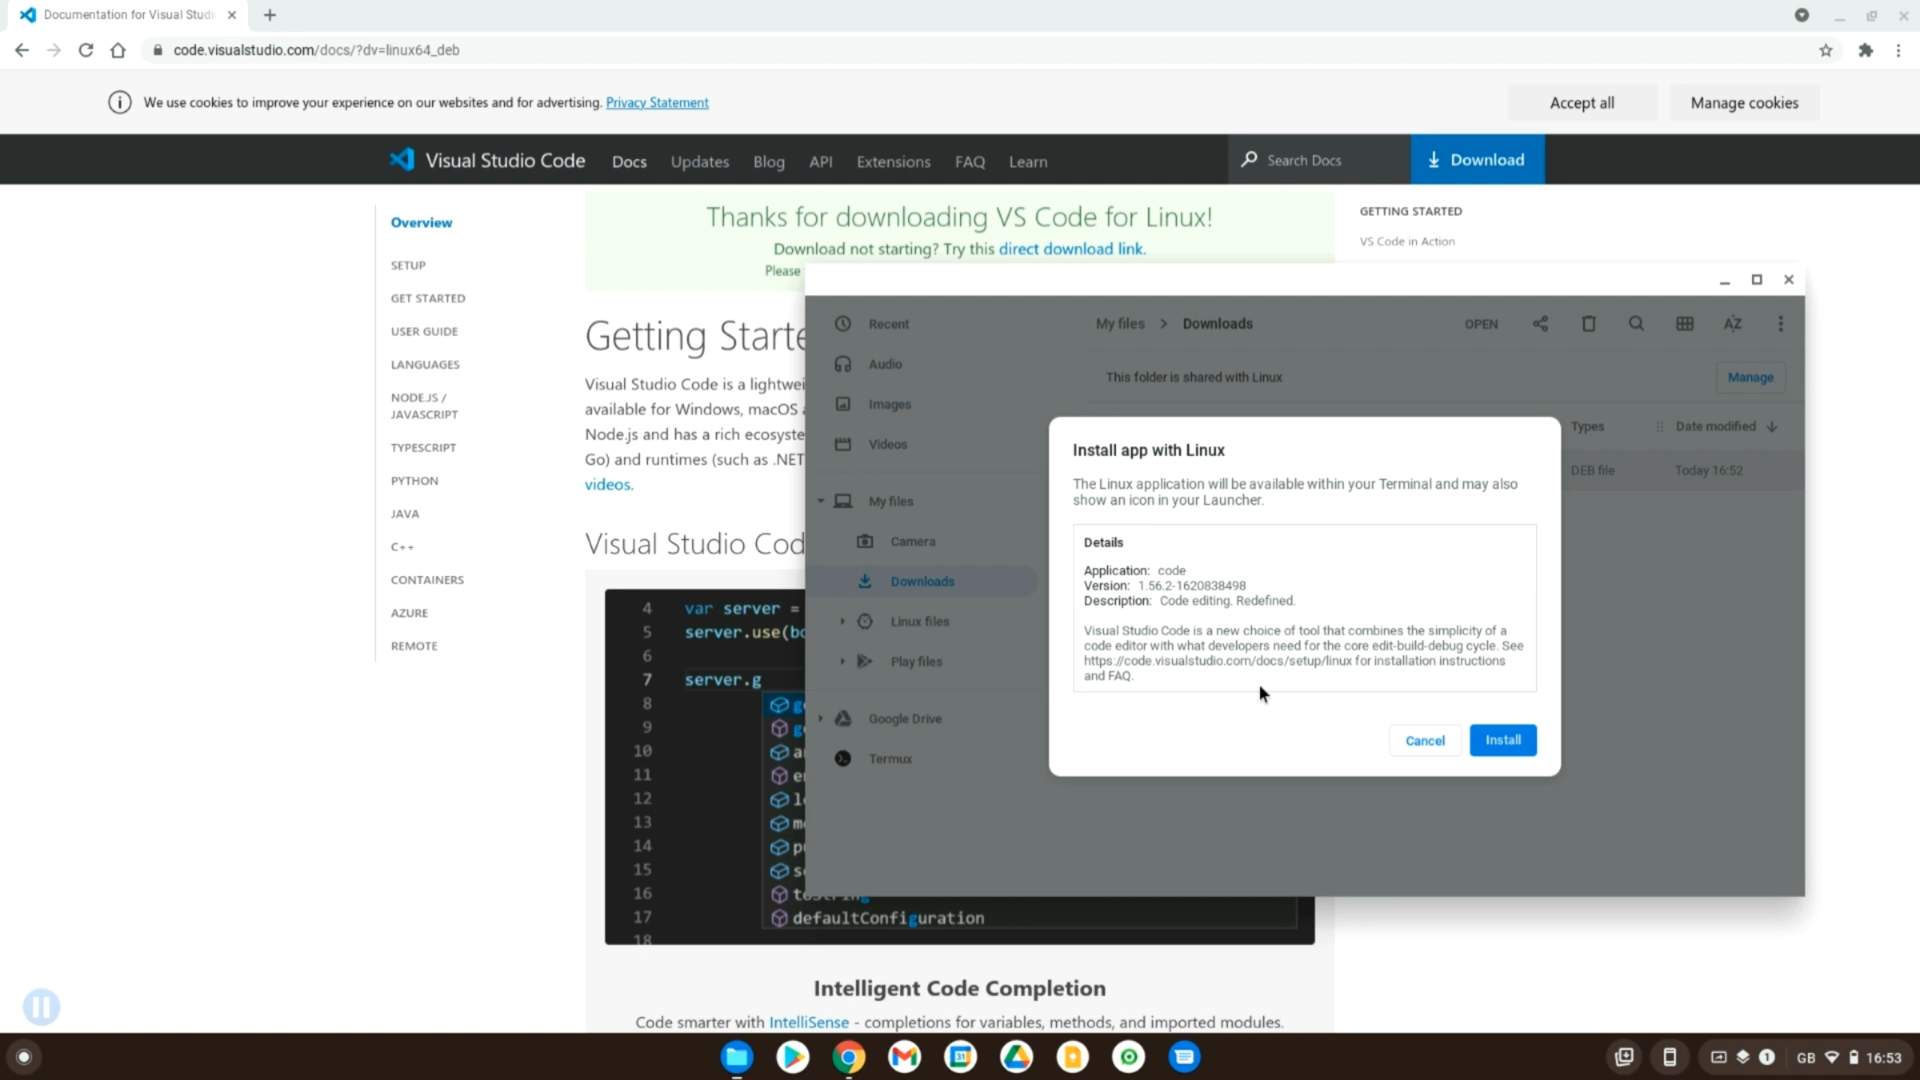 Documentation for Visual Studi
code.visualstudio.com/docs/?dv=linux64_deb
We use cookies to improve your experience on our websites and for advertising. Privacy Statement
Accept all
Manage cookies
Visual Studio Code
Docs
Updates
Blog
API
Extensions
FAQ
Learn
Search Docs
Download
Overview
SETUP
GET STARTED
USER GUIDE
LANGUAGES
NODE.JS /
JAVASCRIPT
TYPESCRIPT
PYTHON
JAVA
C++
CONTAINERS
AZURE
REMOTE
Thanks for downloading VS Code for Linux!
Download not starting? Try this direct download link.
Please
GETTING STARTED
VS Code in Action
Getting Starte
Visual Studio Code is a lightwei
available for Windows, macOS
Node.js and has a rich ecosyste
Go) and runtimes (such as .NET
videos.
Visual Studio Cod
4 var server =
5 server.use(bo
6
7 server.g
8
9
10
11
12
13
14
15
16
17 defaultConfiguration
18
Intelligent Code Completion
Code smarter with IntelliSense - completions for variables, methods, and imported modules.
Recent
Audio
Images
Videos
My files
Camera
Downloads
Linux files
Play files
Google Drive
Termux
My files > Downloads
OPEN
AZ
This folder is shared with Linux
Manage
Types
Date modified
DEB file
Today 16:52
Install app with Linux
The Linux application will be available within your Terminal and may also
show an icon in your Launcher.
Details
Application: code
Version: 1.56.2-1620838498
Description: Code editing. Redefined.
Visual Studio Code is a new choice of tool that combines the simplicity of a
code editor with what developers need for the core edit-build-debug cycle. See
https://code.visualstudio.com/docs/setup/linux for installation instructions
and FAQ.
Cancel
Install
31
1
GB
16:53